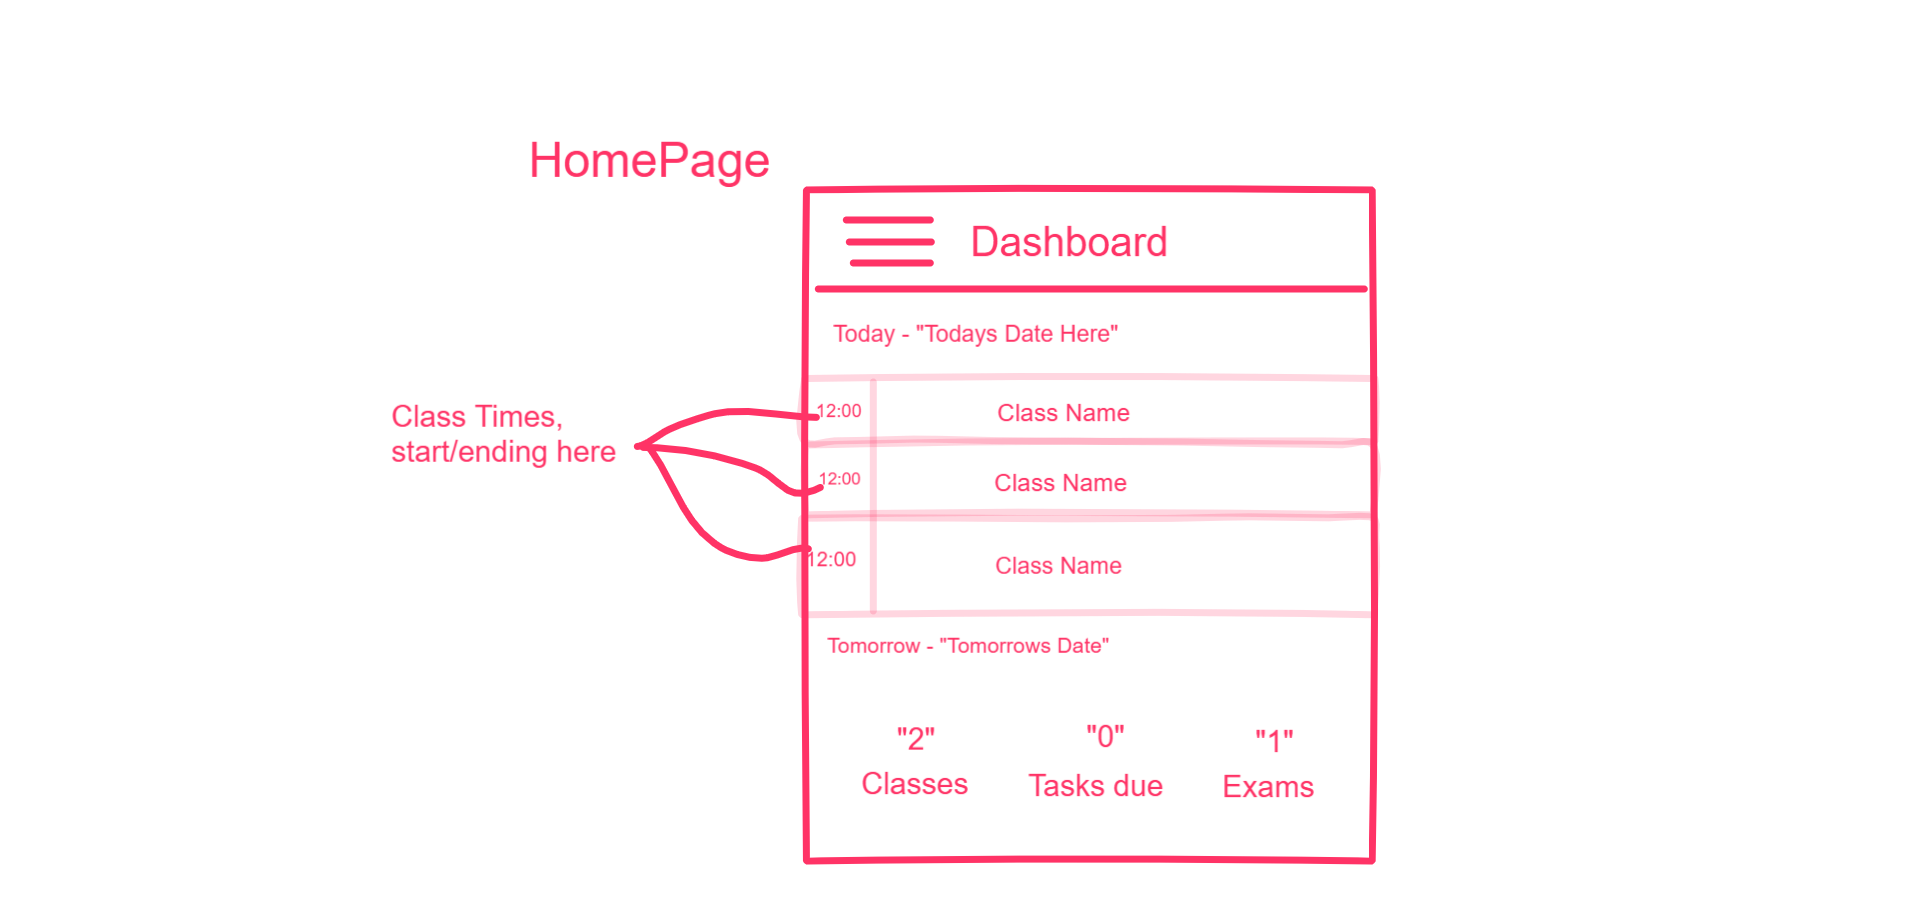 HomePage
Dashboard
Today - "Todays Date Here"
Class Times,
start/ending here
12:00
Class Name
12:00
Class Name
12:00
Class Name
Tomorrow - "Tomorrows Date"
"2"
"0"
"1"
Classes
Tasks due
Exams